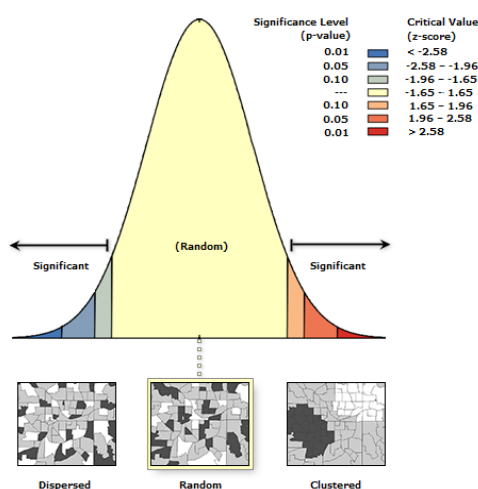 Significance Level Critical Value
(p-value) (z-score)
0.01 < -2.58
0.05 -2.58 – -1.96
0.10 -1.96 – -1.65
--- -1.65 – 1.65
0.10 1.65 – 1.96
0.05 1.96 – 2.58
0.01 > 2.58
(Random)
Significant Significant
Dispersed Random Clustered